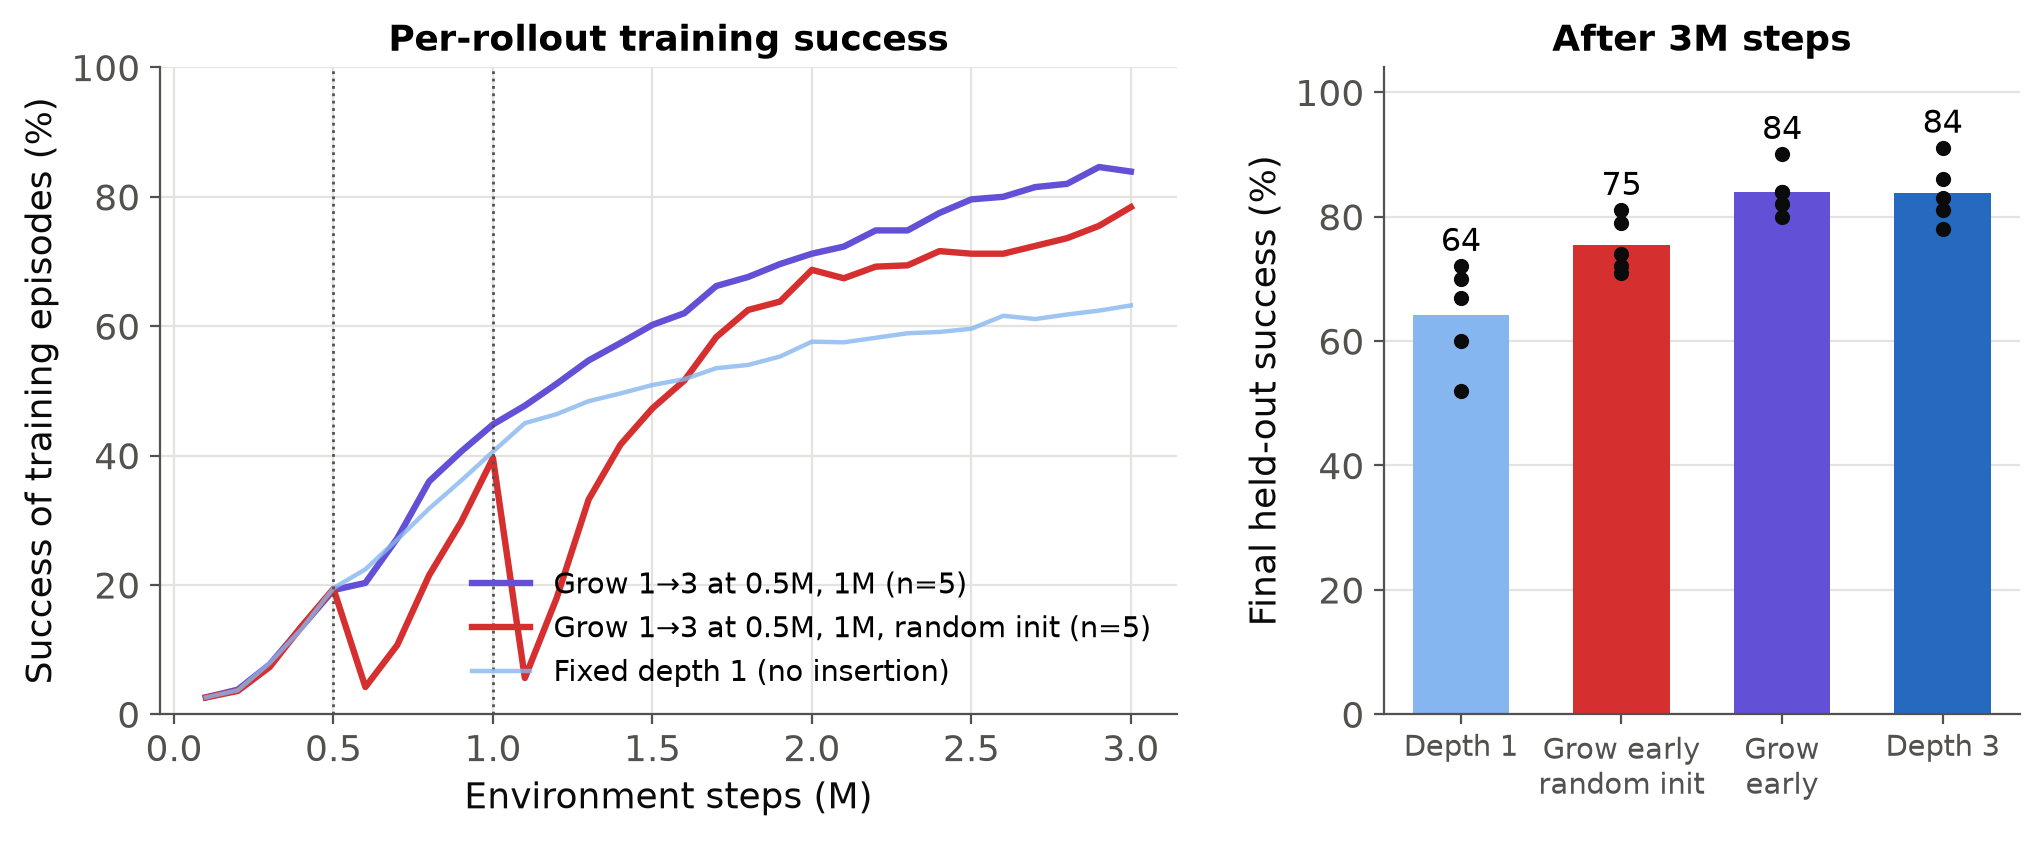 Per-rollout training success
Success of training episodes (%)
100
80
60
40
20
0
0.0 0.5 1.0 1.5 2.0 2.5 3.0
Environment steps (M)
Grow 1→3 at 0.5M, 1M (n=5)
Grow 1→3 at 0.5M, 1M, random init (n=5)
Fixed depth 1 (no insertion)
After 3M steps
Final held-out success (%)
100
80
60
40
20
0
64
75
84
84
Depth 1
Grow early
random init
Grow
early
Depth 3